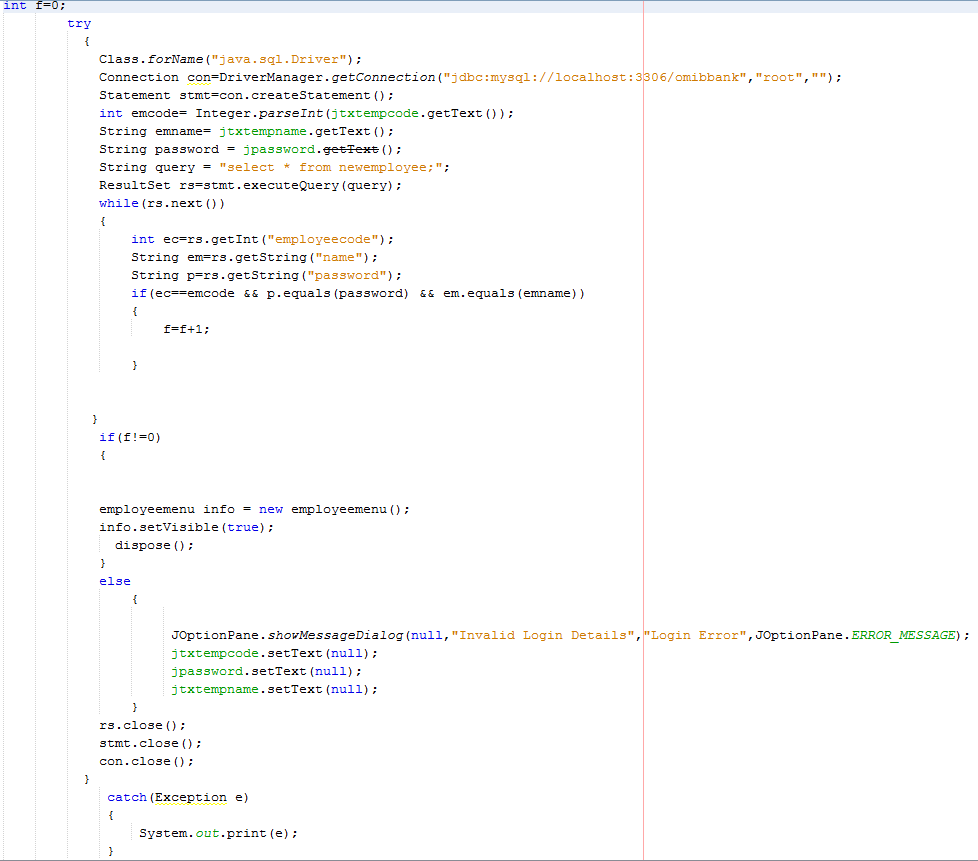 int f=0;
try
{
Class.forName("java.sql.Driver");
Connection con=DriverManager.getConnection("jdbc:mysql://localhost:3306/omibbank","root","");
Statement stmt=con.createStatement();
int emcode= Integer.parseInt(jtxtempcode.getText());
String emname= jtxtempname.getText();
String password = jpassword.getText();
String query = "select * from newemployee;";
ResultSet rs=stmt.executeQuery(query);
while(rs.next())
{
int ec=rs.getInt("employeecode");
String em=rs.getString("name");
String p=rs.getString("password");
if(ec==emcode && p.equals(password) && em.equals(emname))
{
f=f+1;
}
}
if(f!=0)
{
employeemenu info = new employeemenu();
info.setVisible(true);
dispose();
}
else
{
JOptionPane.showMessageDialog(null,"Invalid Login Details","Login Error",JOptionPane.ERROR_MESSAGE);
jtxtempcode.setText(null);
jpassword.setText(null);
jtxtempname.setText(null);
}
rs.close();
stmt.close();
con.close();
}
catch(Exception e)
{
System.out.print(e);
}